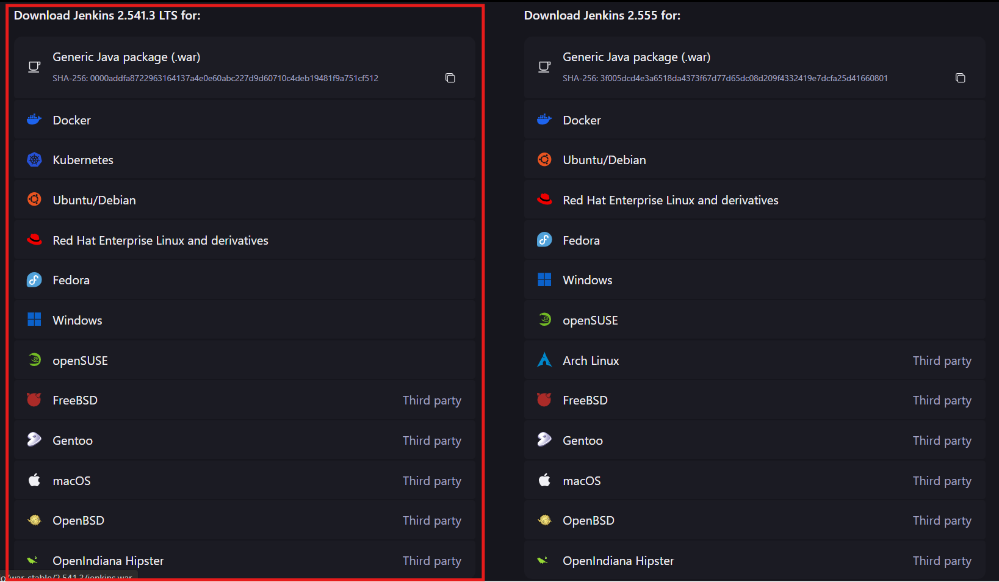 Download Jenkins 2.541.3 LTS for:
Generic Java package (.war)
SHA-256: 0000addfa8722963164137a4e0e60abc227d9d60710c4deb19481f9a751cf512
Docker
Kubernetes
Ubuntu/Debian
Red Hat Enterprise Linux and derivatives
Fedora
Windows
openSUSE
FreeBSD Third party
Gentoo Third party
macOS Third party
OpenBSD Third party
OpenIndiana Hipster Third party
o/war-stable/2.541.3/jenkins.war
Download Jenkins 2.555 for:
Generic Java package (.war)
SHA-256: 3f005dcd4e3a6518da4373f67d77d65dc08d209f4332419e7dcfa25d41660801
Docker
Ubuntu/Debian
Red Hat Enterprise Linux and derivatives
Fedora
Windows
openSUSE
Arch Linux Third party
FreeBSD Third party
Gentoo Third party
macOS Third party
OpenBSD Third party
OpenIndiana Hipster Third party